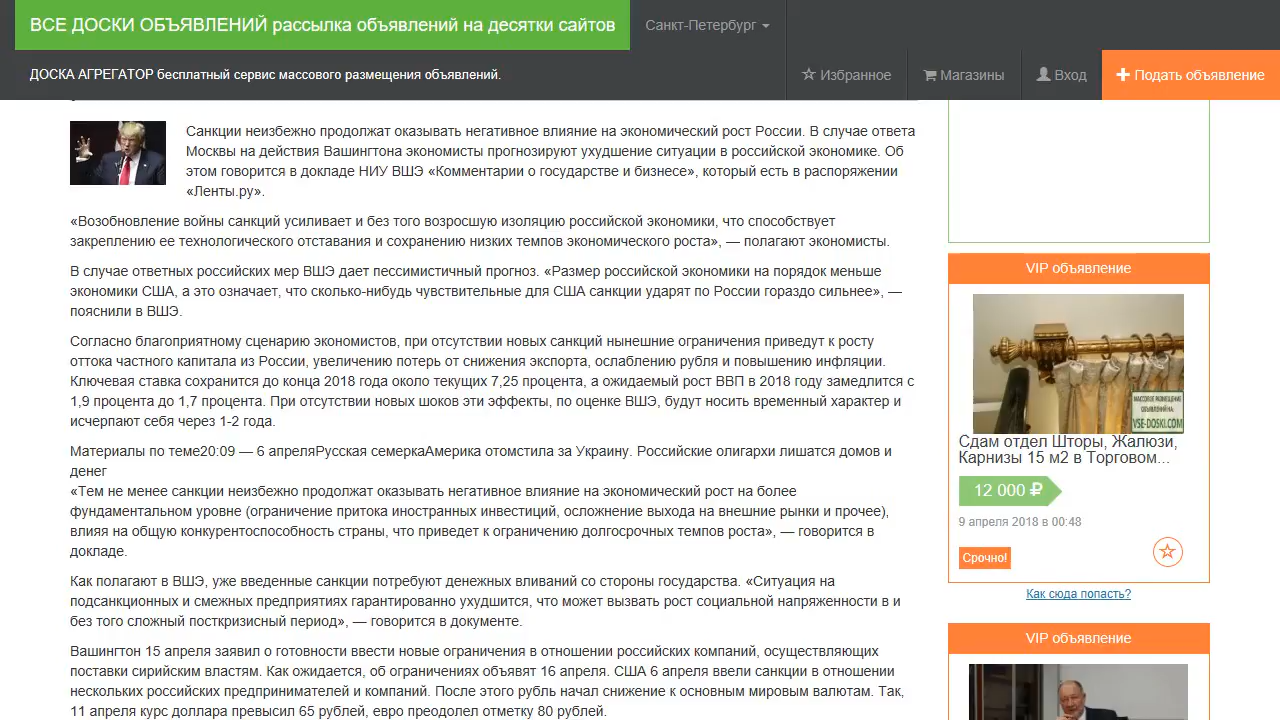 ВСЕ ДОСКИ ОБЪЯВЛЕНИЙ рассылка объявлений на десятки сайтов
Санкт-Петербург
ДОСКА АГРЕГАТОР бесплатный сервис массового размещения объявлений.
Избранное
Магазины
Вход
Подать объявление
Санкции неизбежно продолжат оказывать негативное влияние на экономический рост России. В случае ответа
Москвы на действия Вашингтона экономисты прогнозируют ухудшение ситуации в российской экономике. Об
этом говорится в докладе НИУ ВШЭ «Комментарии о государстве и бизнесе», который есть в распоряжении
«Ленты.ру».
«Возобновление войны санкций усиливает и без того возросшую изоляцию российской экономики, что способствует
закреплению ее технологического отставания и сохранению низких темпов экономического роста», — полагают экономисты.
В случае ответных российских мер ВШЭ дает пессимистичный прогноз. «Размер российской экономики на порядок меньше
экономики США, а это означает, что сколько-нибудь чувствительные для США санкции ударят по России гораздо сильнее», —
пояснили в ВШЭ.
Согласно благоприятному сценарию экономистов, при отсутствии новых санкций нынешние ограничения приведут к росту
оттока частного капитала из России, увеличению потерь от снижения экспорта, ослаблению рубля и повышению инфляции.
Ключевая ставка сохранится до конца 2018 года около текущих 7,25 процента, а ожидаемый рост ВВП в 2018 году замедлится с
1,9 процента до 1,7 процента. При отсутствии новых шоков эти эффекты, по оценке ВШЭ, будут носить временный характер и
исчерпают себя через 1-2 года.
Материалы по теме20:09 — 6 апреляРусская семеркаАмерика отомстила за Украину. Российские олигархи лишатся домов и
денег
«Тем не менее санкции неизбежно продолжат оказывать негативное влияние на экономический рост на более
фундаментальном уровне (ограничение притока иностранных инвестиций, осложнение выхода на внешние рынки и прочее),
влияя на общую конкурентоспособность страны, что приведет к ограничению долгосрочных темпов роста», — говорится в
докладе.
Как полагают в ВШЭ, уже введенные санкции потребуют денежных вливаний со стороны государства. «Ситуация на
подсанкционных и смежных предприятиях гарантированно ухудшится, что может вызвать рост социальной напряженности в и
без того сложный посткризисный период», — говорится в документе.
Вашингтон 15 апреля заявил о готовности ввести новые ограничения в отношении российских компаний, осуществляющих
поставки сирийским властям. Как ожидается, об ограничениях объявят 16 апреля. США 6 апреля ввели санкции в отношении
нескольких российских предпринимателей и компаний. После этого рубль начал снижение к основным мировым валютам. Так,
11 апреля курс доллара превысил 65 рублей, евро преодолел отметку 80 рублей.
VIP объявление
МАССОВОЕ РАЗМЕЩЕНИЕ
ОБЪЯВЛЕНИЙ НА:
VSE-DOSKI.COM
Сдам отдел Шторы, Жалюзи,
Карнизы 15 м2 в Торговом...
12 000 ₽
9 апреля 2018 в 00:48
Срочно!
Как сюда попасть?
VIP объявление